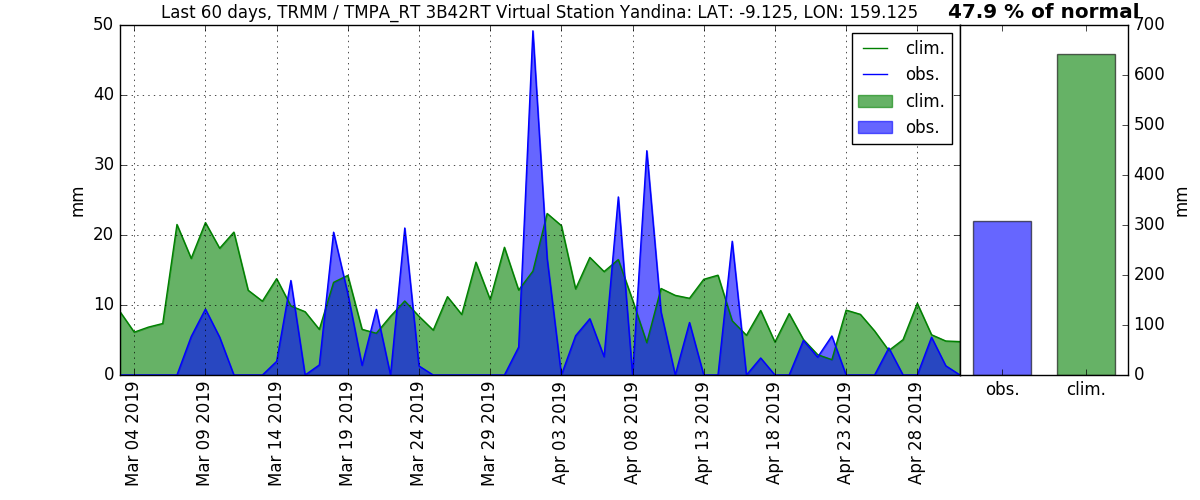 Last 60 days, TRMM / TMPA_RT 3B42RT Virtual Station Yandina: LAT: -9.125, LON: 159.125
47.9 % of normal
50
40
30
20
10
0
mm
clim.
obs.
clim.
obs.
Mar 04 2019
Mar 09 2019
Mar 14 2019
Mar 19 2019
Mar 24 2019
Mar 29 2019
Apr 03 2019
Apr 08 2019
Apr 13 2019
Apr 18 2019
Apr 23 2019
Apr 28 2019
700
600
500
400
300
200
100
0
mm
obs.
clim.